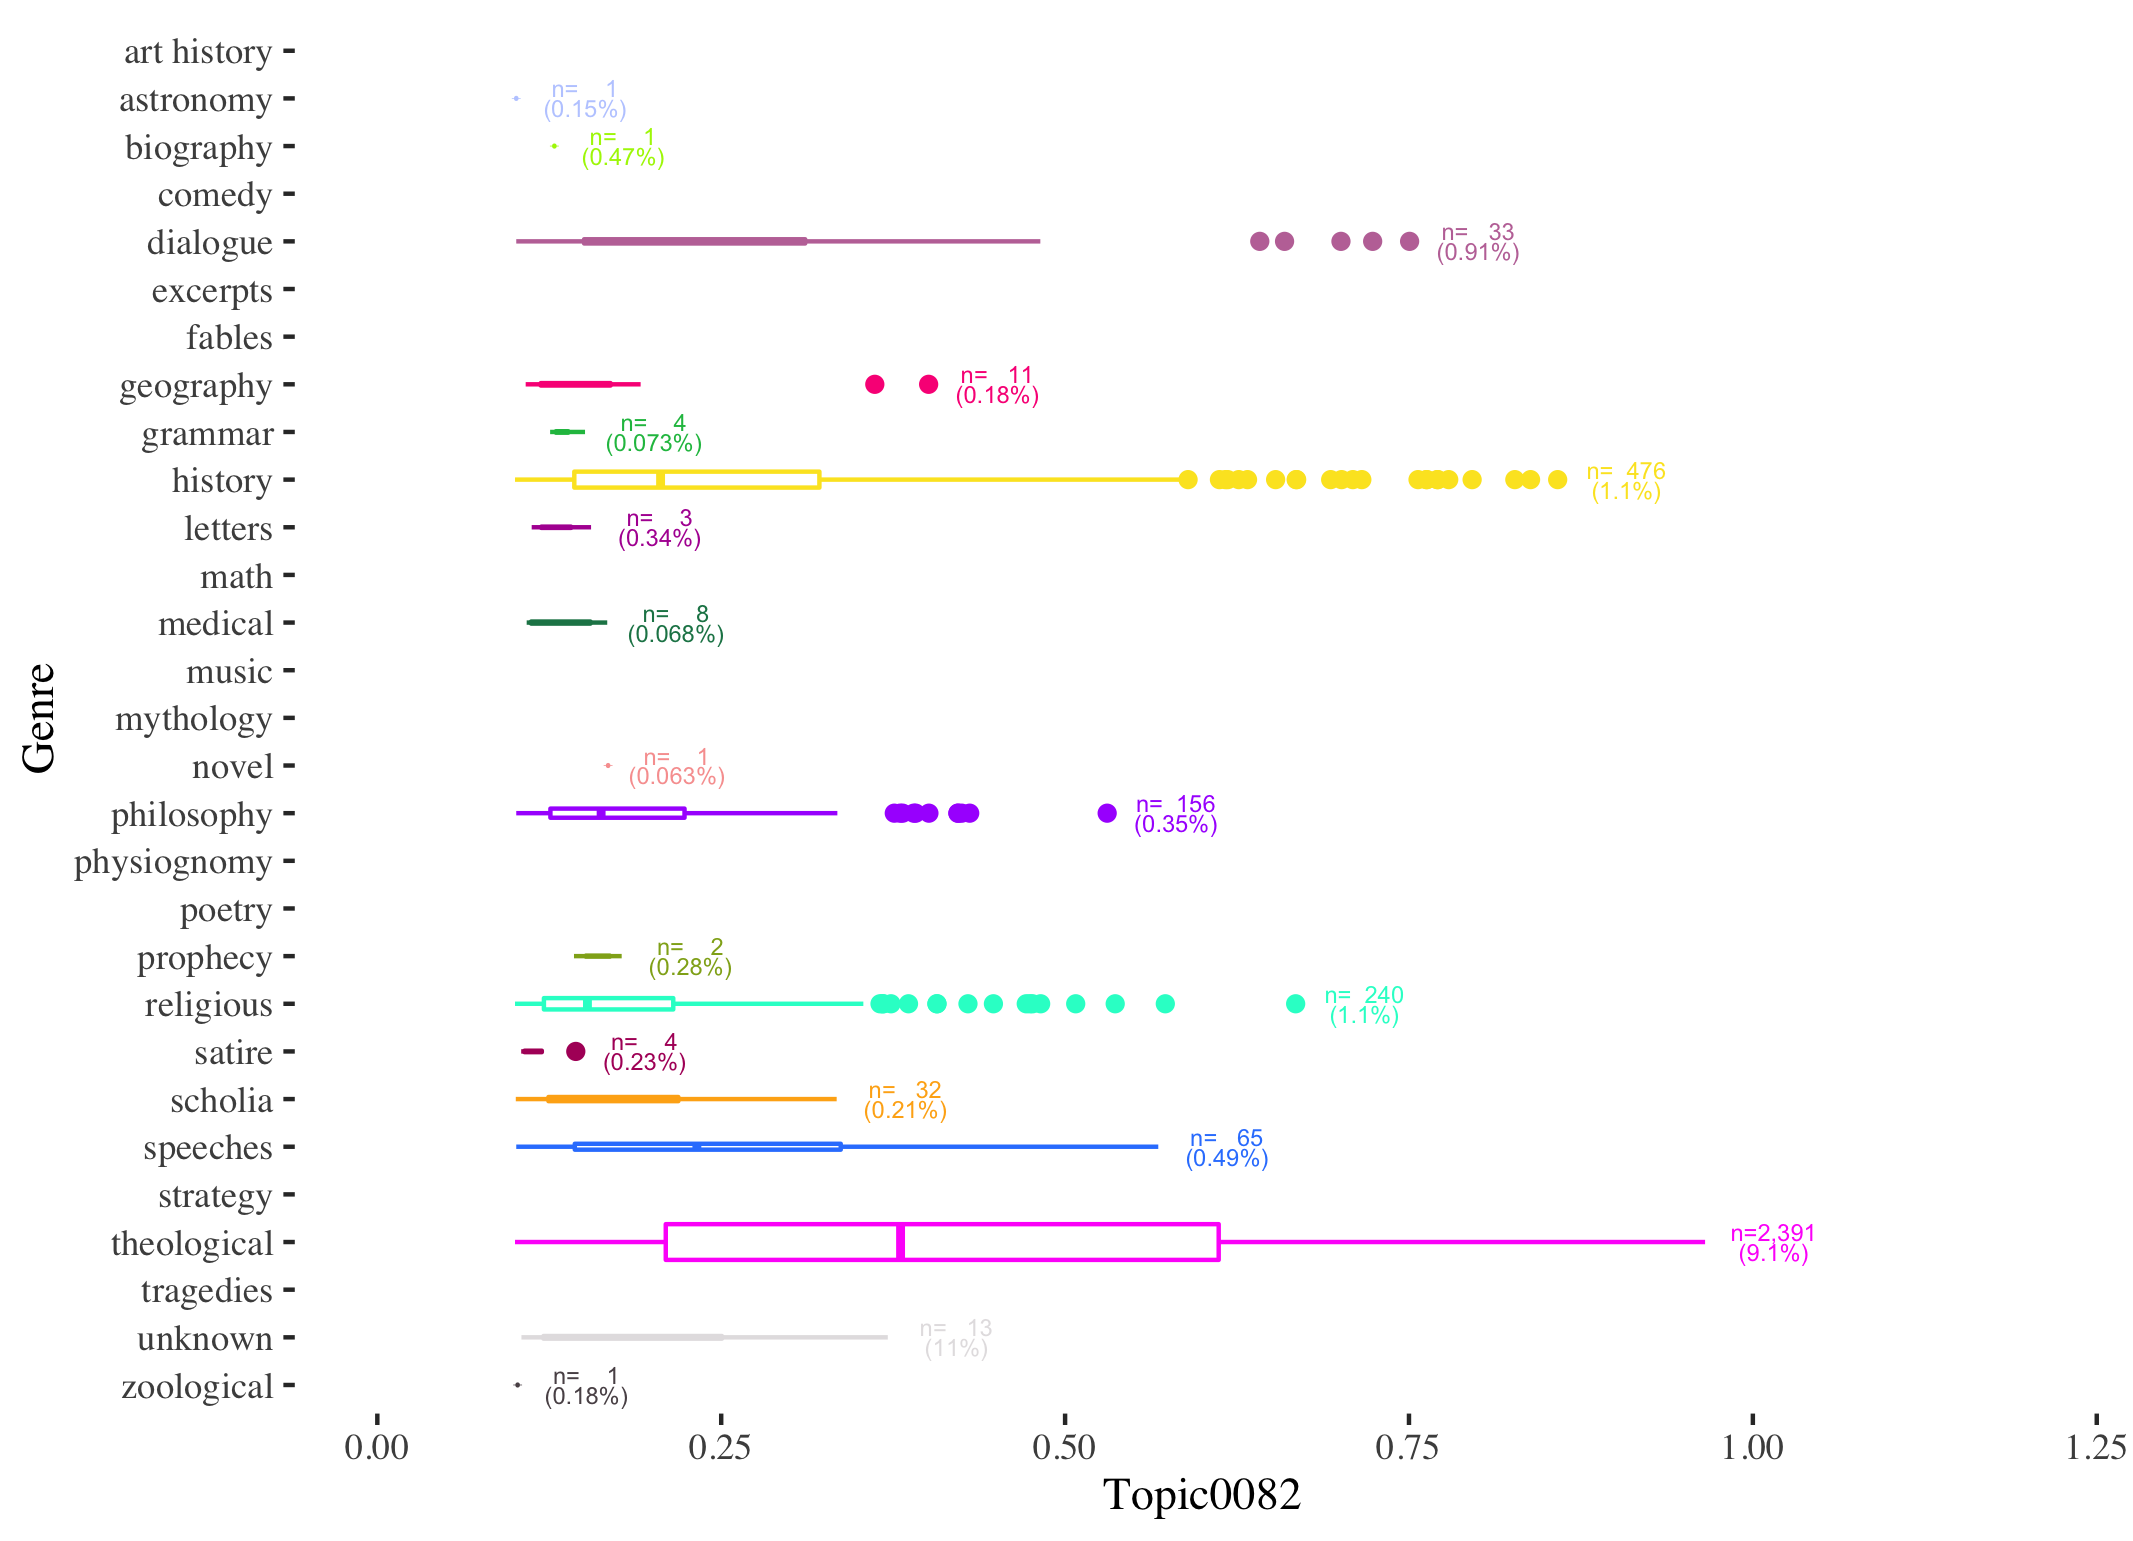 art history
astronomy
n= 1
(0.15%)
biography
n= 1
(0.47%)
comedy
dialogue
n= 33
(0.91%)
excerpts
fables
geography
n= 11
(0.18%)
grammar
n= 4
(0.073%)
history
n= 476
(1.1%)
letters
n= 3
(0.34%)
math
medical
n= 8
(0.068%)
music
mythology
novel
n= 1
(0.063%)
philosophy
n= 156
(0.35%)
physiognomy
poetry
prophecy
n= 2
(0.28%)
religious
n= 240
(1.1%)
satire
n= 4
(0.23%)
scholia
n= 32
(0.21%)
speeches
n= 65
(0.49%)
strategy
theological
n=2,391
(9.1%)
tragedies
unknown
n= 13
(11%)
zoological
n= 1
(0.18%)
Genre
0.00 0.25 0.50 0.75 1.00 1.25
Topic0082